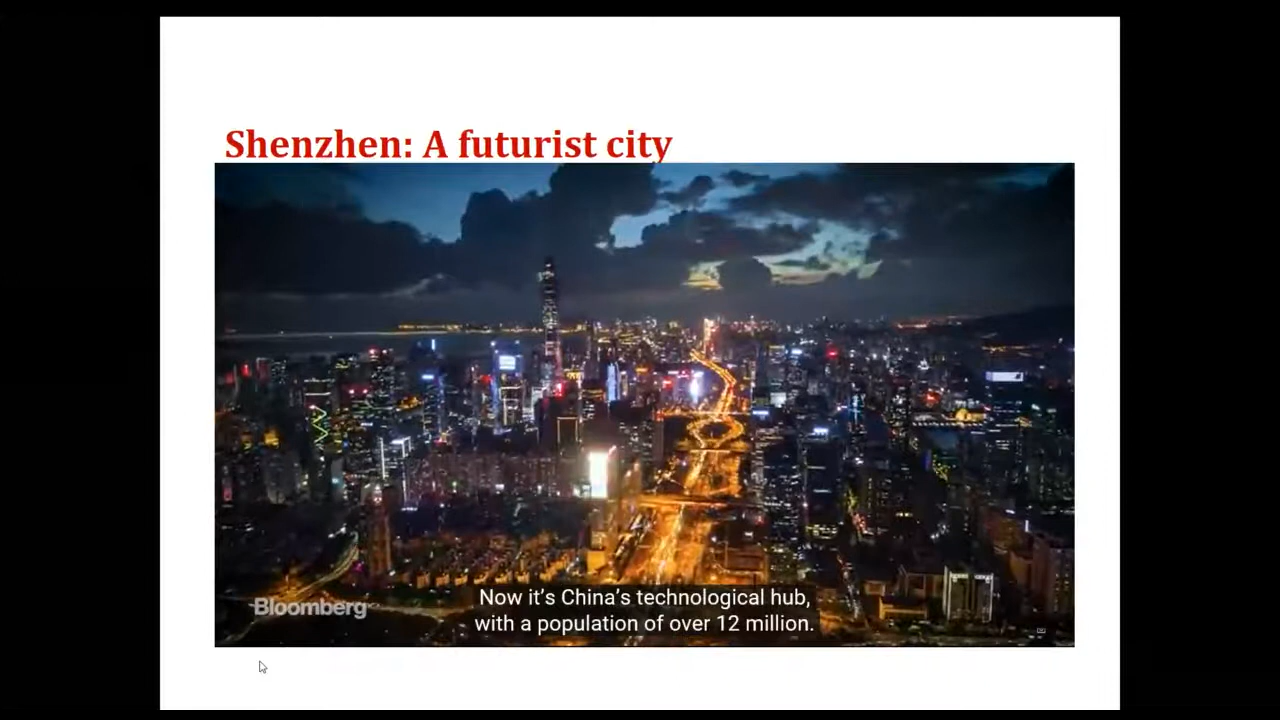 Shenzhen: A futurist city
Bloomberg
Now it's China's technological hub,
with a population of over 12 million.